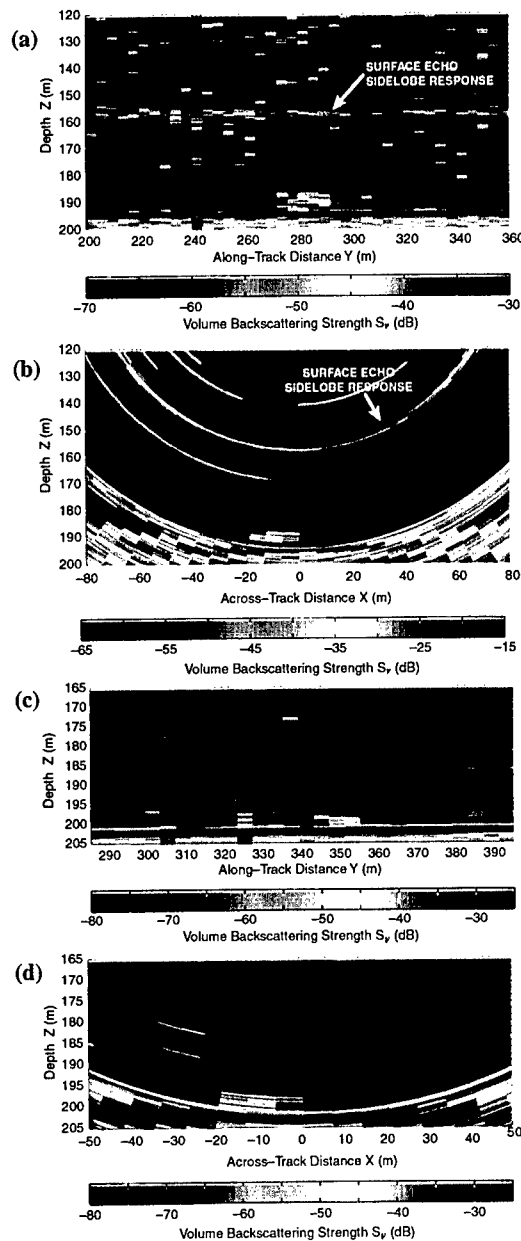 (a)
120
130
140
150
160
170
180
190
200
Depth Z (m)
SURFACE ECHO
SIDELOBE RESPONSE
200 220 240 260 280 300 320 340 360
Along-Track Distance Y (m)
-70 -60 -50 -40 -30
Volume Backscattering Strength Sv (dB)
(b)
120
130
140
150
160
170
180
190
200
Depth Z (m)
SURFACE ECHO
SIDELOBE RESPONSE
-80 -60 -40 -20 0 20 40 60 80
Across-Track Distance X (m)
-65 -55 -45 -35 -25 -15
Volume Backscattering Strength Sv (dB)
(c)
165
170
175
180
185
190
195
200
205
Depth Z (m)
290 300 310 320 330 340 350 360 370 380 390
Along-Track Distance Y (m)
-80 -70 -60 -50 -40 -30
Volume Backscattering Strength Sv (dB)
(d)
165
170
175
180
185
190
195
200
205
Depth Z (m)
-50 -40 -30 -20 -10 0 10 20 30 40 50
Across-Track Distance X (m)
-80 -70 -60 -50 -40 -30
Volume Backscattering Strength Sv (dB)